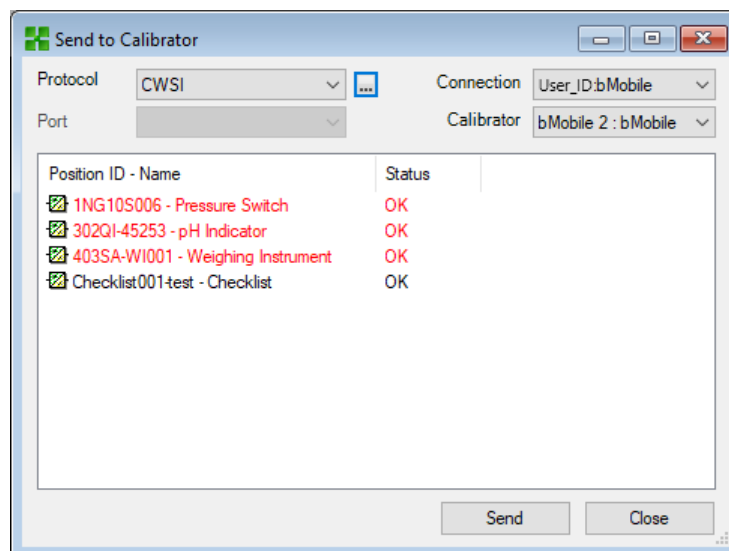 Send to Calibrator
Protocol CWSI ... Connection User_ID:bMobile
Port Calibrator bMobile 2 : bMobile
Position ID - Name Status
1NG10S006 - Pressure Switch OK
302QI-45253 - pH Indicator OK
403SA-WI001 - Weighing Instrument OK
Checklist001-test - Checklist OK
Send Close